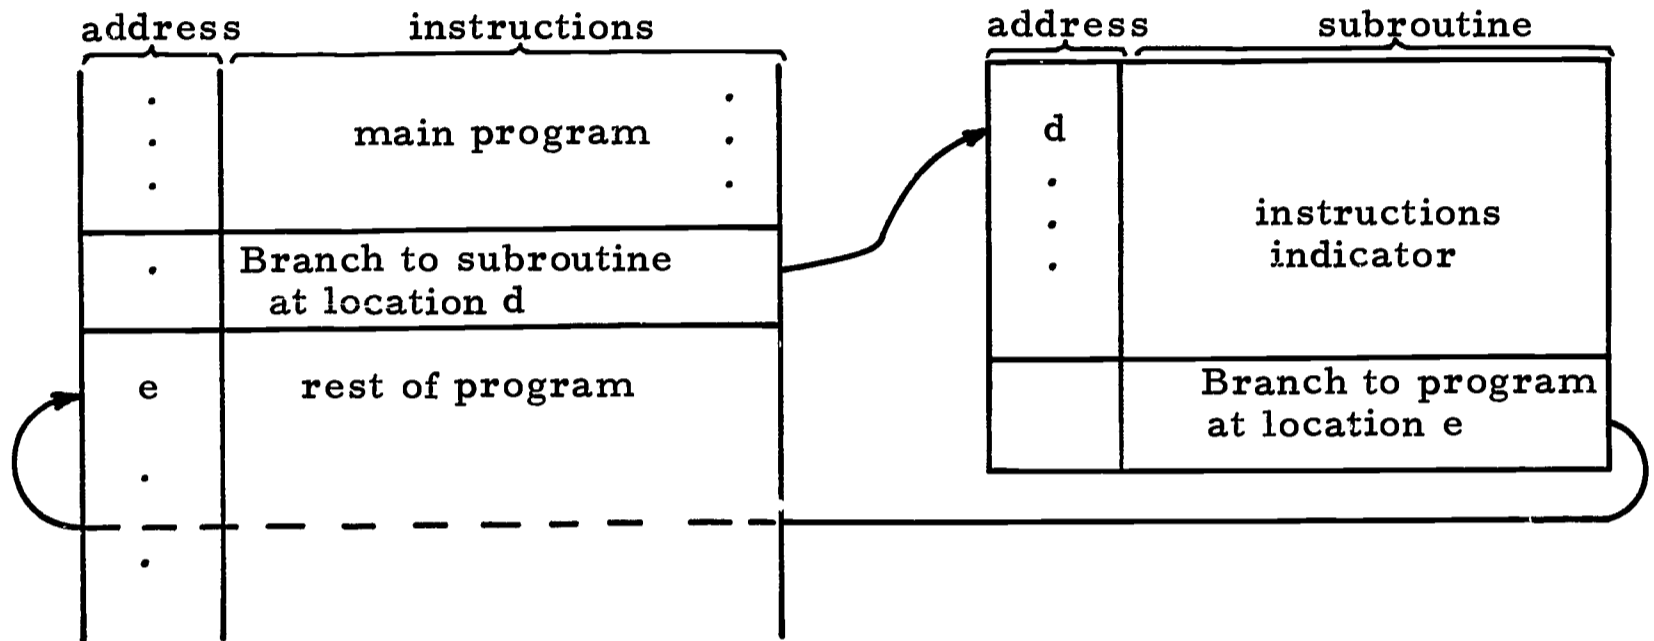 address instructions
main program
Branch to subroutine
at location d
e rest of program
address subroutine
d
instructions
indicator
Branch to program
at location e